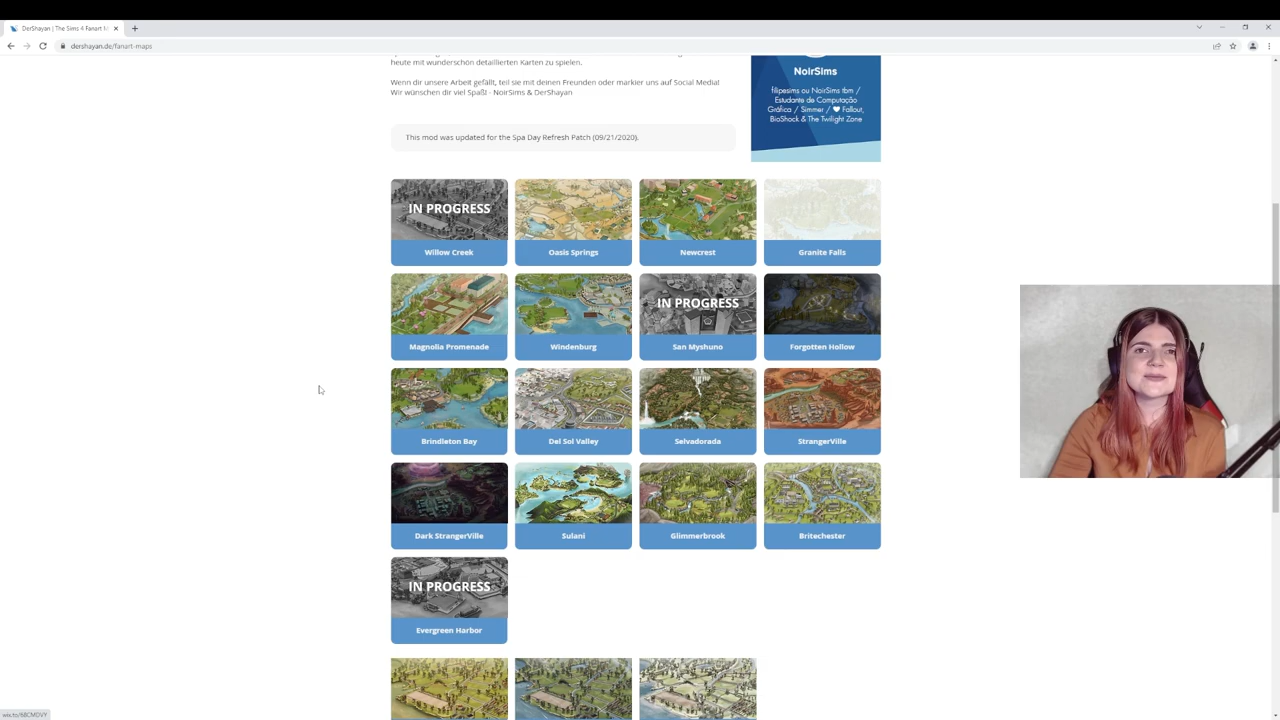 DerShayan | The Sims 4 Fanart M
dershayan.de/fanart-maps
heute mit wunderschön detaillierten Karten zu spielen.
Wenn dir unsere Arbeit gefällt, teil sie mit deinen Freunden oder markier uns auf Social Media!
Wir wünschen dir viel Spaß! - NoirSims & DerShayan
This mod was updated for the Spa Day Refresh Patch (09/21/2020).
NoirSims
filipesims ou NoirSims tbm /
Estudante de Computação
Gráfica / Simmer / ♥ Fallout,
BioShock & The Twilight Zone
IN PROGRESS
Willow Creek
Oasis Springs
Newcrest
Granite Falls
Magnolia Promenade
Windenburg
IN PROGRESS
San Myshuno
Forgotten Hollow
Brindleton Bay
Del Sol Valley
Selvadorada
StrangerVille
Dark StrangerVille
Sulani
Glimmerbrook
Britechester
IN PROGRESS
Evergreen Harbor
wix.to/68CMDVY